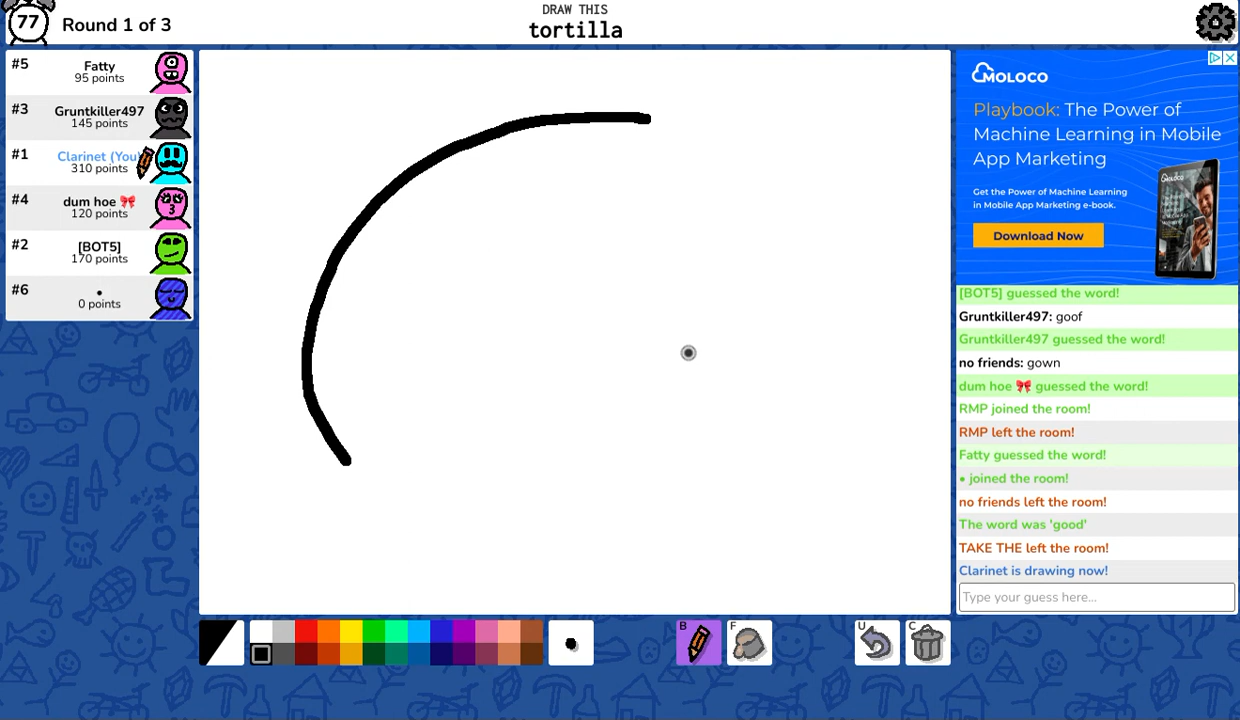 77
Round 1 of 3
DRAW THIS
tortilla
#5
Fatty
95 points
#3
Gruntkiller497
145 points
#1
Clarinet (You)
310 points
#4
dum hoe 🎀
120 points
#2
[BOT5]
170 points
#6
•
0 points
MOLOCO
Playbook: The Power of
Machine Learning in Mobile
App Marketing
Get the Power of Machine Learning
in Mobile App Marketing e-book.
Download Now
[BOT5] guessed the word!
Gruntkiller497: goof
Gruntkiller497 guessed the word!
no friends: gown
dum hoe 🎀 guessed the word!
RMP joined the room!
RMP left the room!
Fatty guessed the word!
• joined the room!
no friends left the room!
The word was 'good'
TAKE THE left the room!
Clarinet is drawing now!
Type your guess here...
B
F
U
C